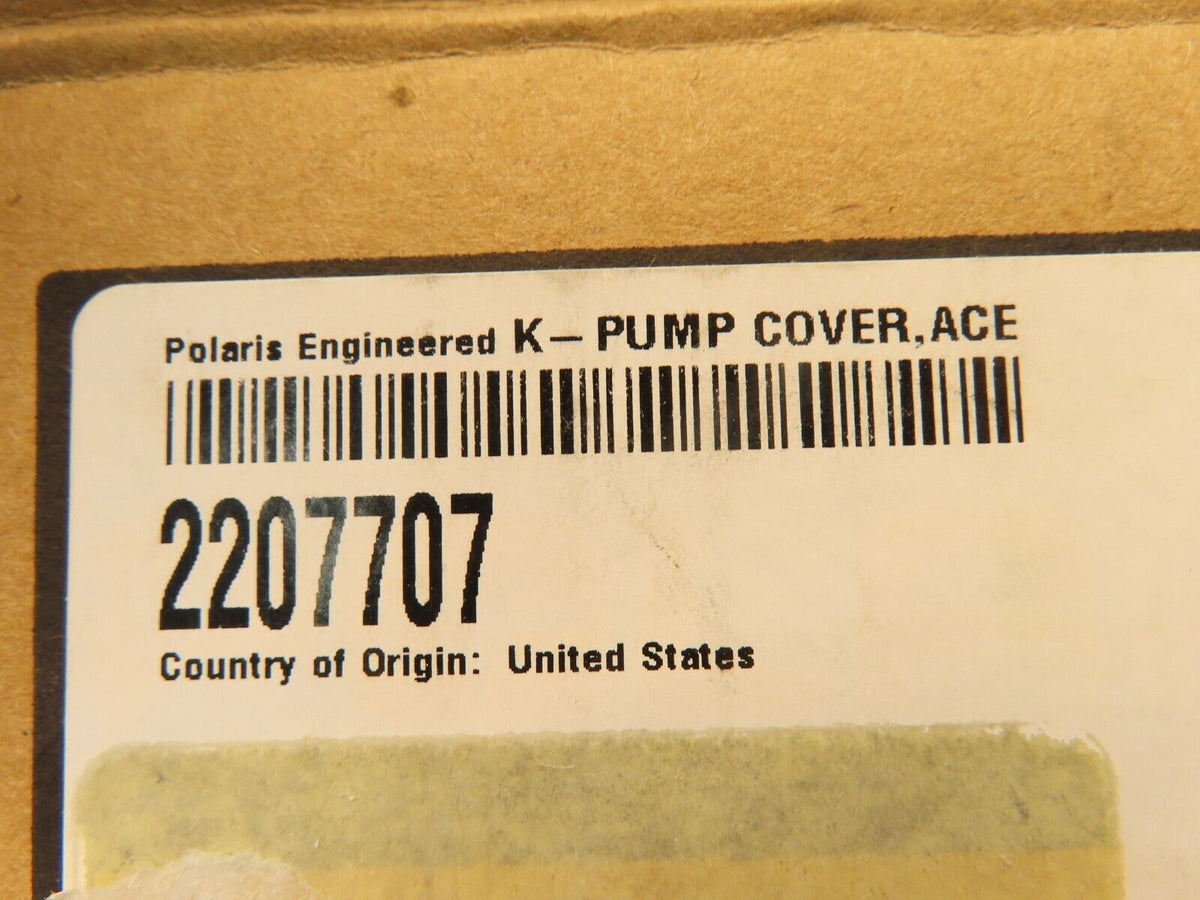 Polaris Engineered K-PUMP COVER,ACE
2207707
Country of Origin: United States